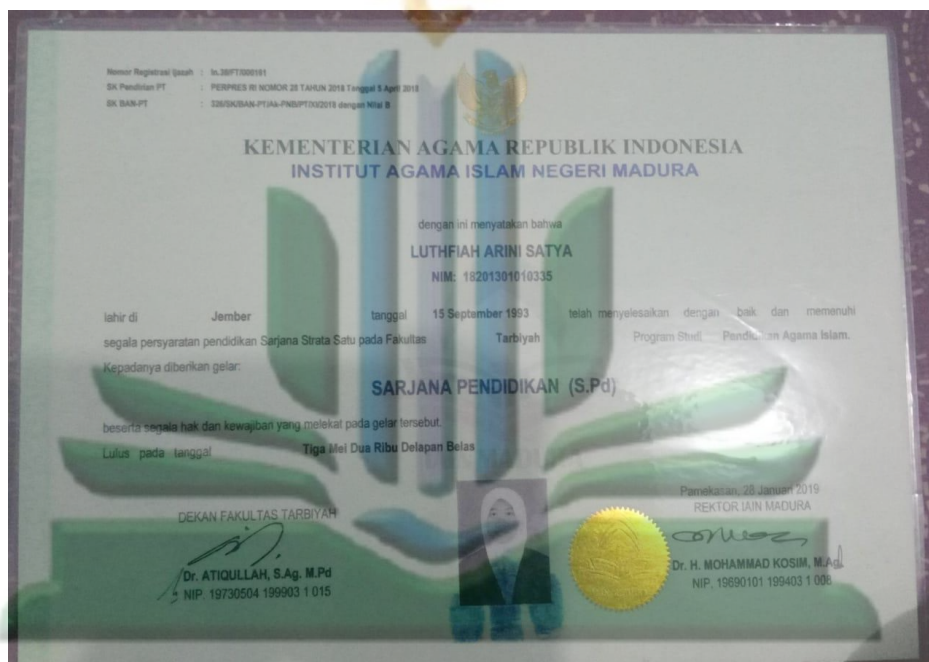 Nomor Registrasi Ijazah : In.38/FT/000191
SK Pendirian PT : PERPRES RI NOMOR 28 TAHUN 2018 Tanggal 5 April 2018
SK BAN-PT : 328/SK/BAN-PT/Ak-PNB/PT/XI/2018 dengan Nilai B
KEMENTERIAN AGAMA REPUBLIK INDONESIA
INSTITUT AGAMA ISLAM NEGERI MADURA
dengan ini menyatakan bahwa
LUTHFIAH ARINI SATYA
NIM: 18201301010335
lahir di Jember tanggal 15 September 1993 telah menyelesaikan dengan baik dan memenuhi
segala persyaratan pendidikan Sarjana Strata Satu pada Fakultas Tarbiyah Program Studi Pendidikan Agama Islam.
Kepadanya diberikan gelar:
SARJANA PENDIDIKAN (S.Pd)
beserta segala hak dan kewajiban yang melekat pada gelar tersebut.
Lulus pada tanggal Tiga Mei Dua Ribu Delapan Belas
Pamekasan, 28 Januari 2019
DEKAN FAKULTAS TARBIYAH
REKTOR IAIN MADURA
Dr. ATIQULLAH, S.Ag. M.Pd
NIP. 19730504 199903 1 015
Dr. H. MOHAMMAD KOSIM, M.Ag
NIP. 19690101 199403 1 008